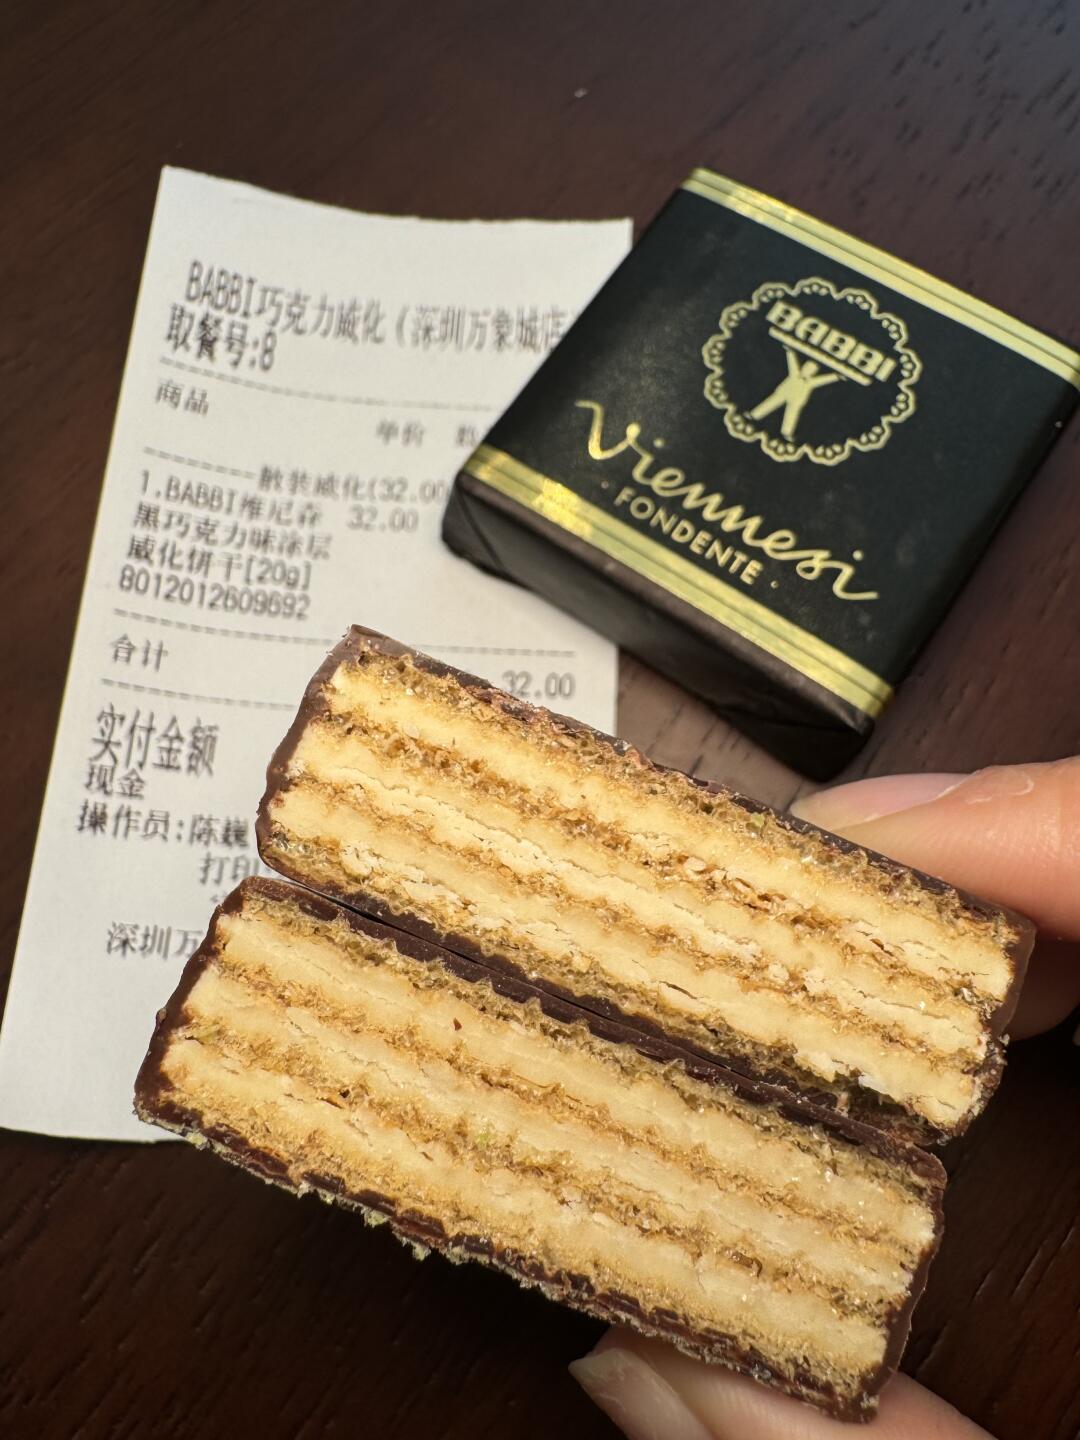 BABBI巧克力威化(深圳万象城店
取餐号:8
商品
单价
散装威化(32.00
1.BABBI维尼森 32.00
黑巧克力味涂层
威化饼干[20g]
8012012609692
合计 32.00
实付金额
现金
操作员:陈巍
打印
深圳万
BABBI
Viennesi
· FONDENTE ·